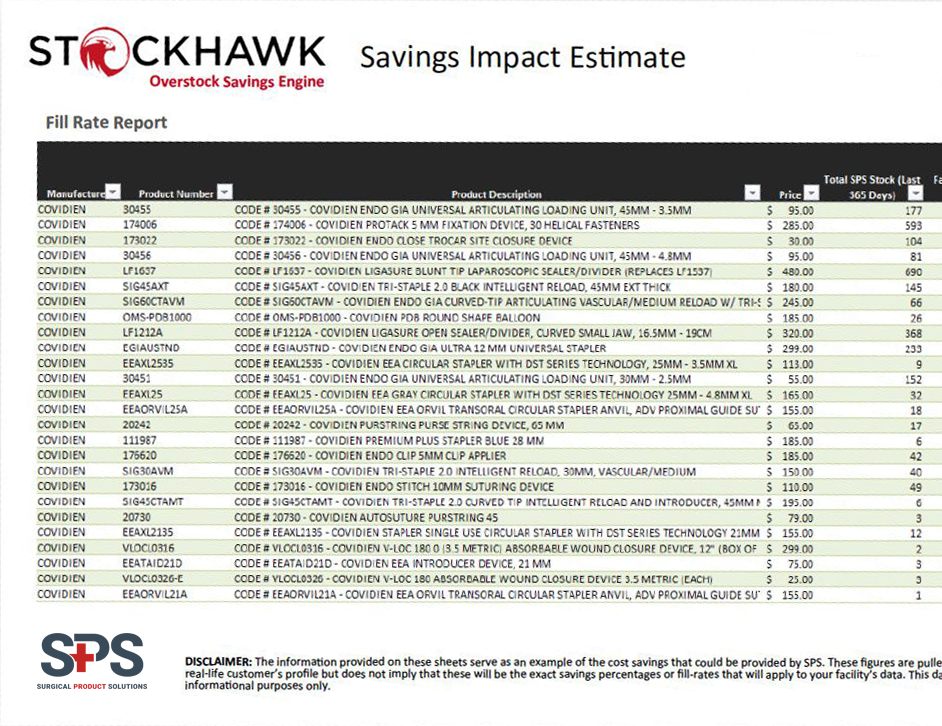 STOCKHAWK
Overstock Savings Engine
Savings Impact Estimate
Fill Rate Report
Manufacture Product Number Product Description Price Total SPS Stock (Last 365 Days) Fa
COVIDIEN 30455 CODE # 30455 - COVIDIEN ENDO GIA UNIVERSAL ARTICULATING LOADING UNIT, 45MM - 3.5MM $ 95.00 177
COVIDIEN 174006 CODE # 174006 - COVIDIEN PROTACK 5 MM FIXATION DEVICE, 30 HELICAL FASTENERS $ 285.00 593
COVIDIEN 173022 CODE # 173022 - COVIDIEN ENDO CLOSE TROCAR SITE CLOSURE DEVICE $ 30.00 104
COVIDIEN 30456 CODE # 30456 - COVIDIEN ENDO GIA UNIVERSAL ARTICULATING LOADING UNIT, 45MM - 4.8MM $ 95.00 81
COVIDIEN LF1637 CODE # LF1637 - COVIDIEN LIGASURE BLUNT TIP LAPAROSCOPIC SEALER/DIVIDER (REPLACES LF1537) $ 480.00 690
COVIDIEN SIG45AXT CODE # SIG45AXT - COVIDIEN TRI-STAPLE 2.0 BLACK INTELLIGENT RELOAD, 45MM EXT THICK $ 180.00 145
COVIDIEN SIG60CTAVM CODE # SIG60CTAVM - COVIDIEN ENDO GIA CURVED-TIP ARTICULATING VASCULAR/MEDIUM RELOAD W/ TRI-S $ 245.00 66
COVIDIEN OMS-PDB1000 CODE # OMS-PDB1000 - COVIDIEN PDB ROUND SHAPE BALLOON $ 185.00 26
COVIDIEN LF1212A CODE # LF1212A - COVIDIEN LIGASURE OPEN SEALER/DIVIDER, CURVED SMALL JAW, 16.5MM - 19CM $ 320.00 368
COVIDIEN EGIAUSTND CODE # EGIAUSTND - COVIDIEN ENDO GIA ULTRA 12 MM UNIVERSAL STAPLER $ 299.00 233
COVIDIEN EEAXL2535 CODE # EEAXL2535 - COVIDIEN EEA CIRCULAR STAPLER WITH DST SERIES TECHNOLOGY, 25MM - 3.5MM XL $ 113.00 9
COVIDIEN 30451 CODE # 30451 - COVIDIEN ENDO GIA UNIVERSAL ARTICULATING LOADING UNIT, 30MM - 2.5MM $ 55.00 152
COVIDIEN EEAXL25 CODE # EEAXL25 - COVIDIEN EEA GRAY CIRCULAR STAPLER WITH DST SERIES TECHNOLOGY 25MM - 4.8MM XL $ 165.00 32
COVIDIEN EEAORVIL25A CODE # EEAORVIL25A - COVIDIEN EEA ORVIL TRANSORAL CIRCULAR STAPLER ANVIL, ADV PROXIMAL GUIDE SU $ 155.00 18
COVIDIEN 20242 CODE # 20242 - COVIDIEN PURSTRING PURSE STRING DEVICE, 65 MM $ 65.00 17
COVIDIEN 111987 CODE # 111987 - COVIDIEN PREMIUM PLUS STAPLER BLUE 28 MM $ 185.00 6
COVIDIEN 176620 CODE # 176620 - COVIDIEN ENDO CLIP 5MM CLIP APPLIER $ 185.00 42
COVIDIEN SIG30AVM CODE # SIG30AVM - COVIDIEN TRI-STAPLE 2.0 INTELLIGENT RELOAD, 30MM, VASCULAR/MEDIUM $ 150.00 40
COVIDIEN 173016 CODE # 173016 - COVIDIEN ENDO STITCH 10MM SUTURING DEVICE $ 110.00 49
COVIDIEN SIG45CTAMT CODE # SIG45CTAMT - COVIDIEN TRI-STAPLE 2.0 CURVED TIP INTELLIGENT RELOAD AND INTRODUCER, 45MM $ 195.00 6
COVIDIEN 20730 CODE # 20730 - COVIDIEN AUTOSUTURE PURSTRING 45 $ 79.00 3
COVIDIEN EEAXL2135 CODE # EEAXL2135 - COVIDIEN STAPLER SINGLE USE CIRCULAR STAPLER WITH DST SERIES TECHNOLOGY 21MM $ 155.00 12
COVIDIEN VLOCL0316 CODE # VLOCL0316 - COVIDIEN V-LOC 180 0 (3.5 METRIC) ABSORBABLE WOUND CLOSURE DEVICE, 12" (BOX OF $ 299.00 2
COVIDIEN EEATAID21D CODE # EEATAID21D - COVIDIEN EEA INTRODUCER DEVICE, 21 MM $ 75.00 3
COVIDIEN VLOCL0326-E CODE # VLOCL0326 - COVIDIEN V-LOC 180 ABSORBABLE WOUND CLOSURE DEVICE 3.5 METRIC (EACH) $ 25.00 3
COVIDIEN EEAORVIL21A CODE # EEAORVIL21A - COVIDIEN EEA ORVIL TRANSORAL CIRCULAR STAPLER ANVIL, ADV PROXIMAL GUIDE SU $ 155.00 1
SPS
SURGICAL PRODUCT SOLUTIONS
DISCLAIMER: The information provided on these sheets serve as an example of the cost savings that could be provided by SPS. These figures are pulle
real-life customer's profile but does not imply that these will be the exact savings percentages or fill-rates that will apply to your facility's data. This da
informational purposes only.